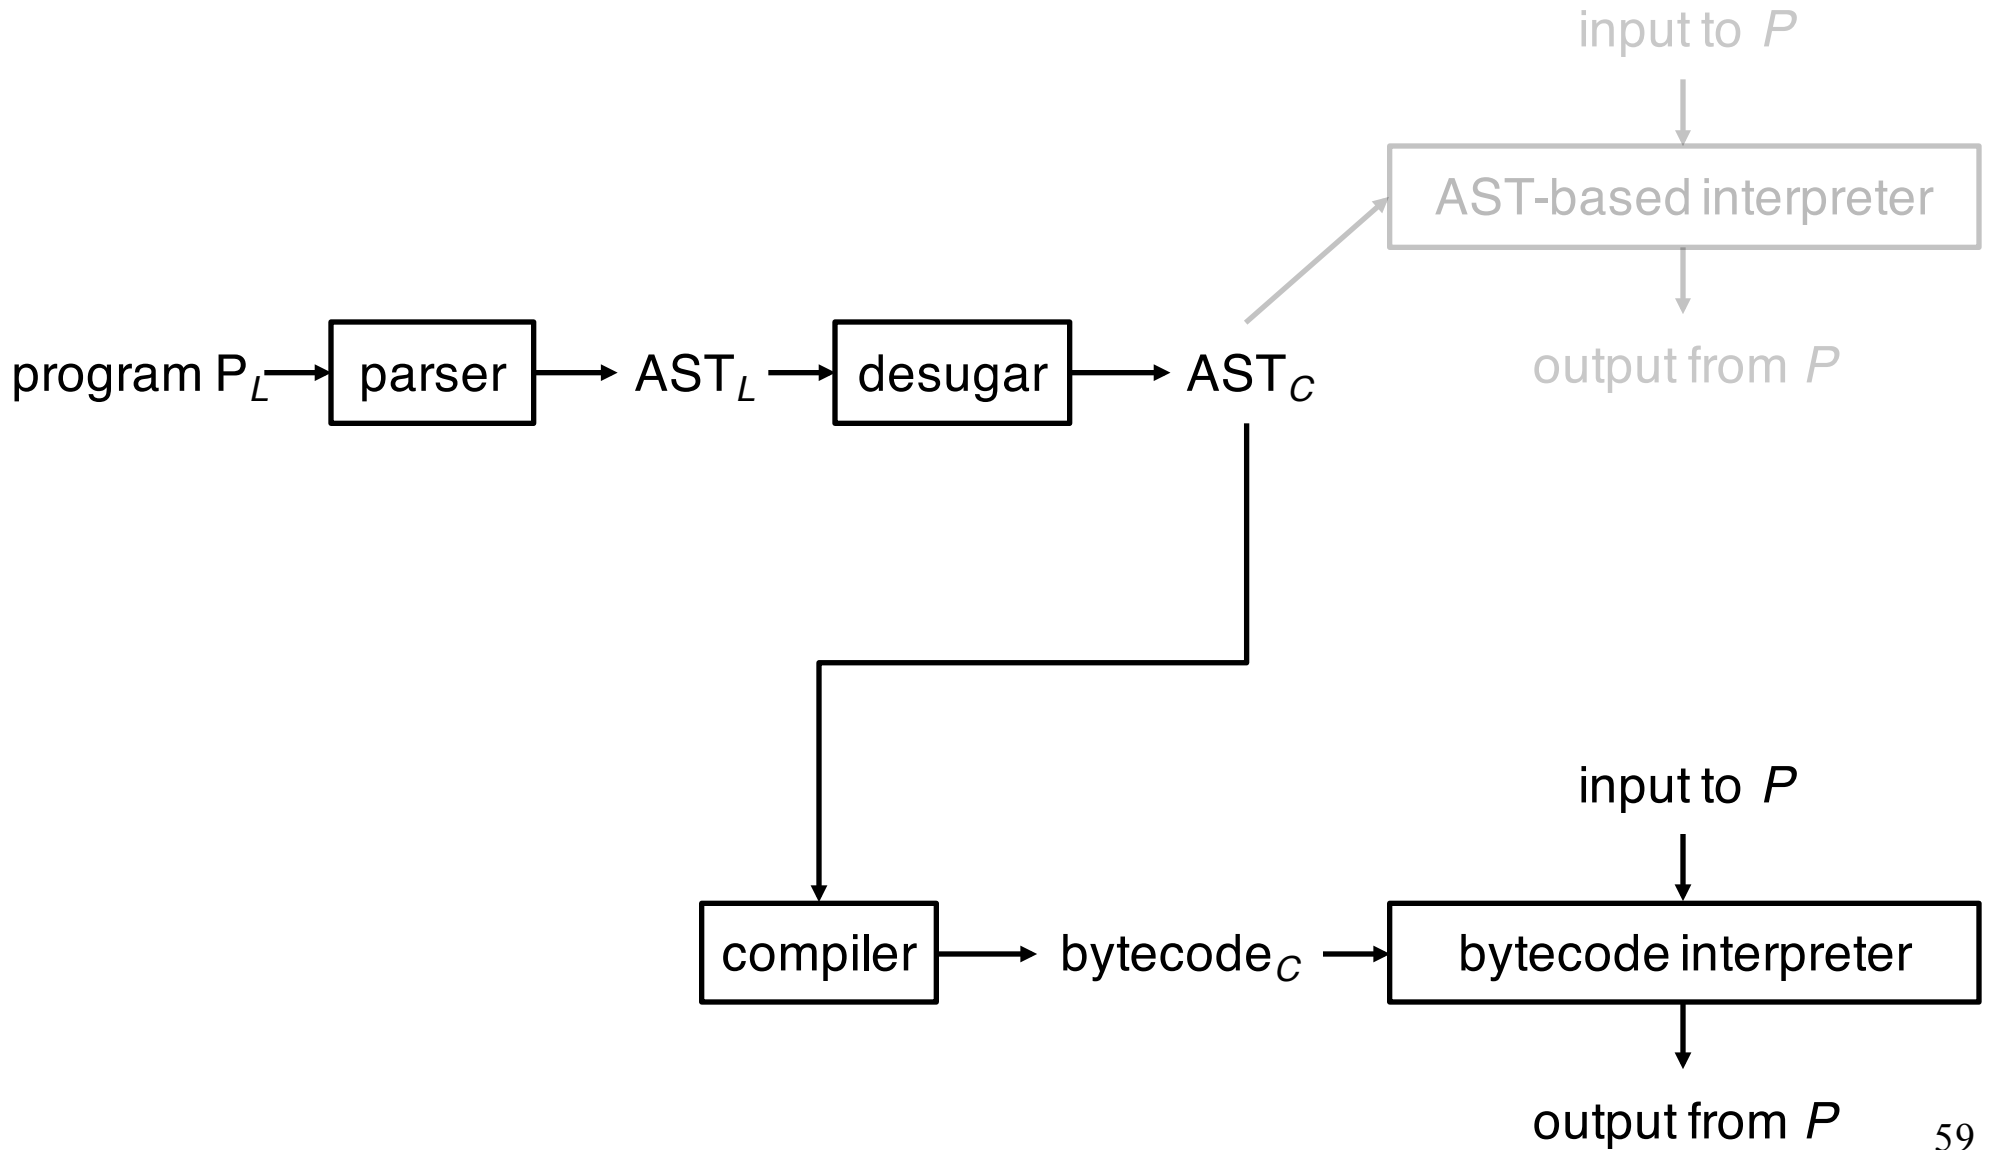 input to P
AST-based interpreter
program P_L
parser
AST_L
desugar
AST_C
output from P
input to P
compiler
bytecode_C
bytecode interpreter
output from P
59